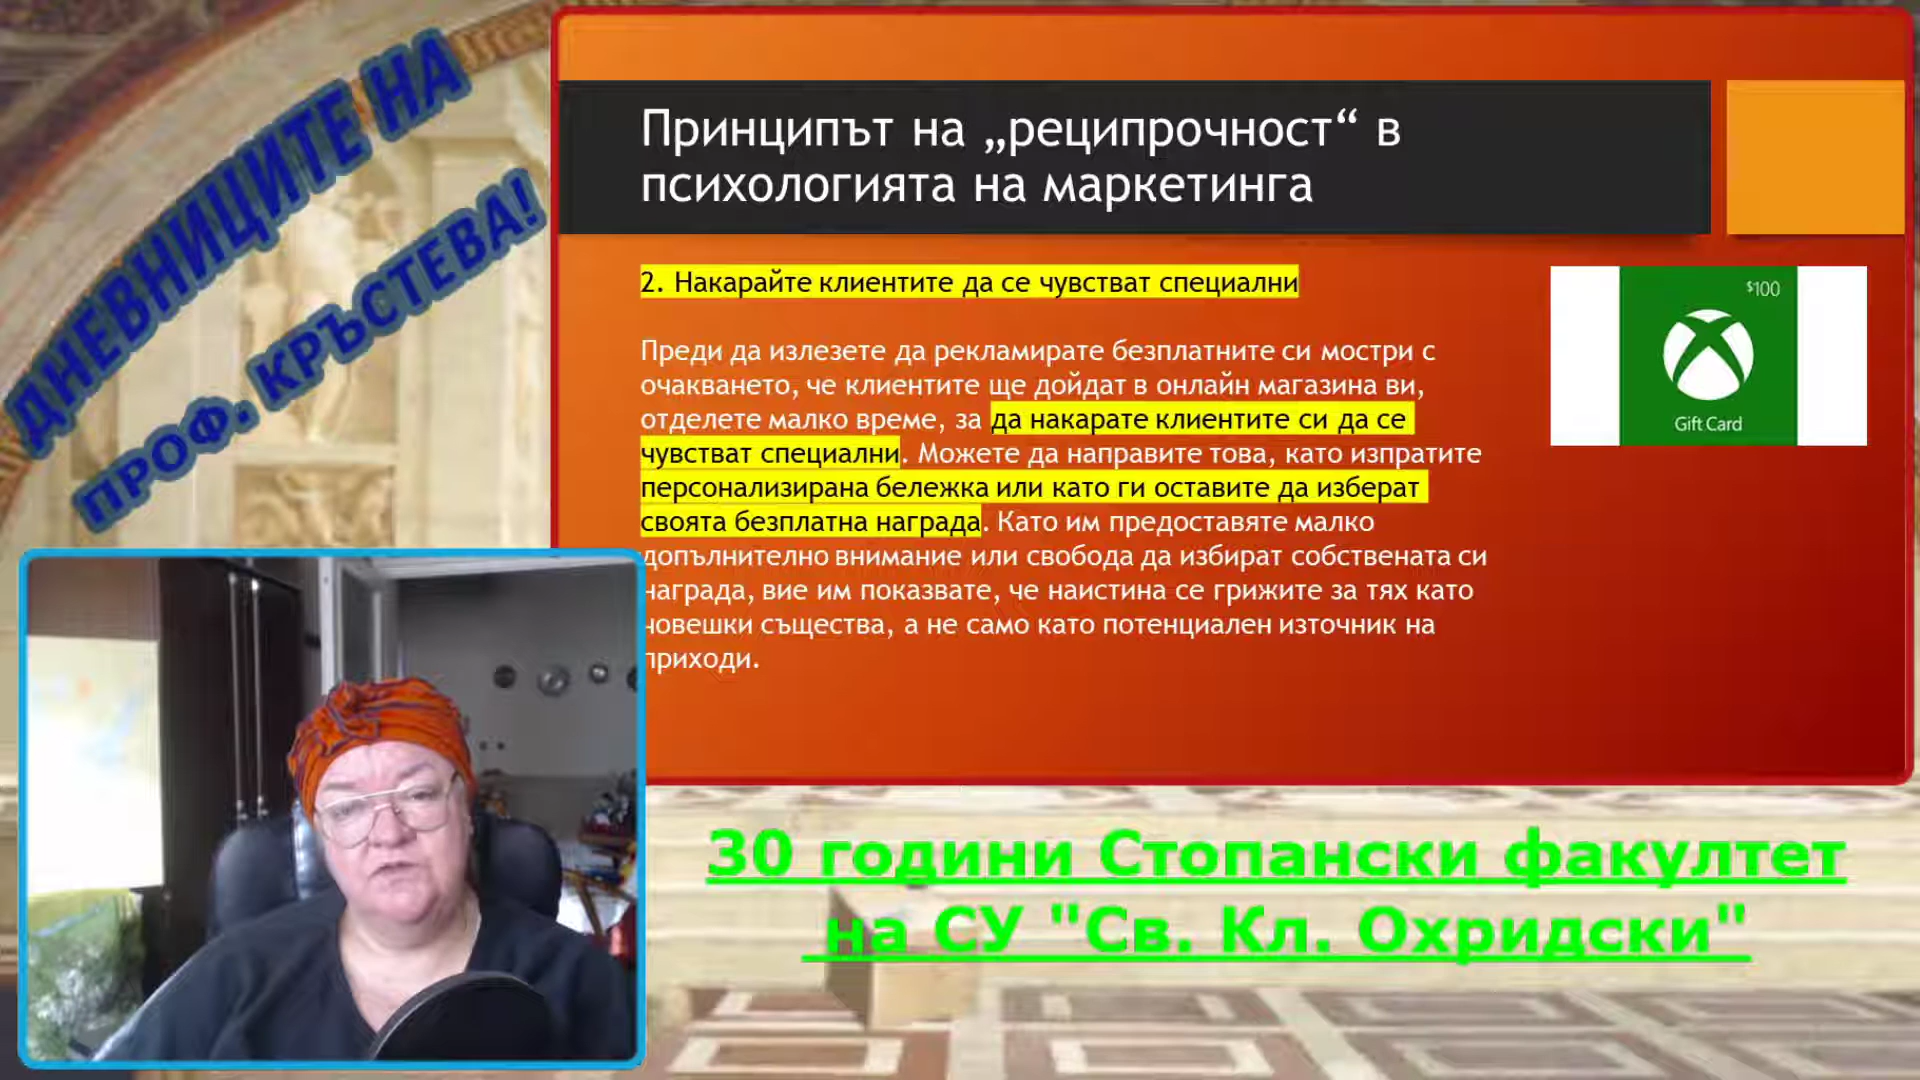 ДНЕВНИЦИТЕ НА
ПРОФ. КРЪСТЕВА!
Принципът на „реципрочност“ в
психологията на маркетинга
2. Накарайте клиентите да се чувстват специални
Преди да излезете да рекламирате безплатните си мостри с
очакването, че клиентите ще дойдат в онлайн магазина ви,
отделете малко време, за да накарате клиентите си да се
чувстват специални. Можете да направите това, като изпратите
персонализирана бележка или като ги оставите да изберат
своята безплатна награда. Като им предоставяте малко
допълнително внимание или свобода да избират собствената си
награда, вие им показвате, че наистина се грижите за тях като
човешки същества, а не само като потенциален източник на
приходи.
$100
Gift Card
30 години Стопански факултет
на СУ "Св. Кл. Охридски"